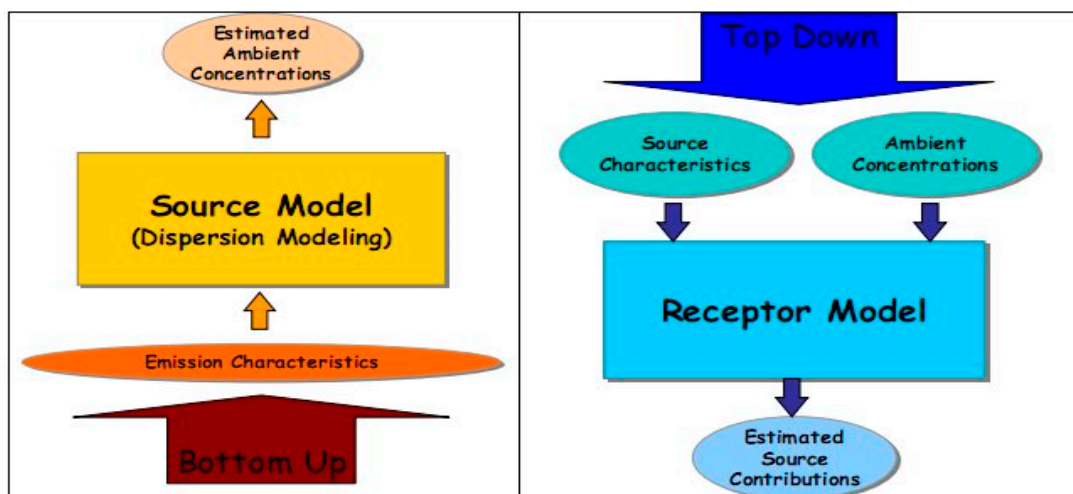 Estimated
Ambient
Concentrations
Source Model
(Dispersion Modeling)
Emission Characteristics
Bottom Up
Top Down
Source
Characteristics
Ambient
Concentrations
Receptor Model
Estimated
Source
Contributions